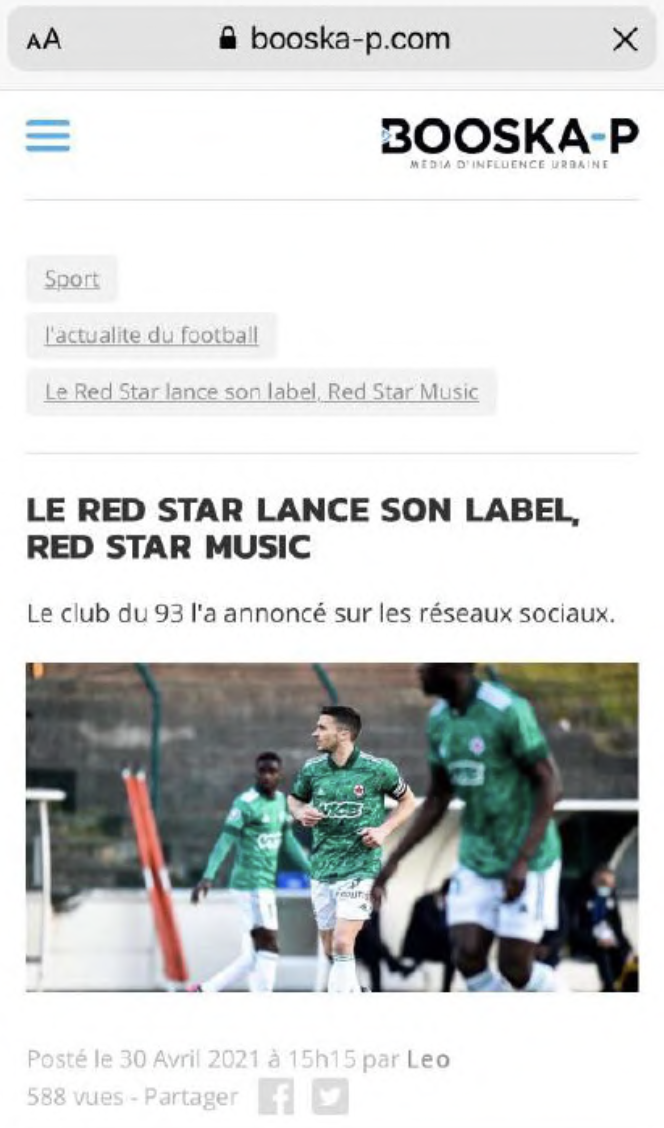 AA booska-p.com
BOOSKA-P
MÉDIA D'INFLUENCE URBAINE
Sport
l'actualite du football
Le Red Star lance son label, Red Star Music
LE RED STAR LANCE SON LABEL,
RED STAR MUSIC
Le club du 93 l'a annoncé sur les réseaux sociaux.
VICE
Posté le 30 Avril 2021 à 15h15 par Leo
588 vues - Partager